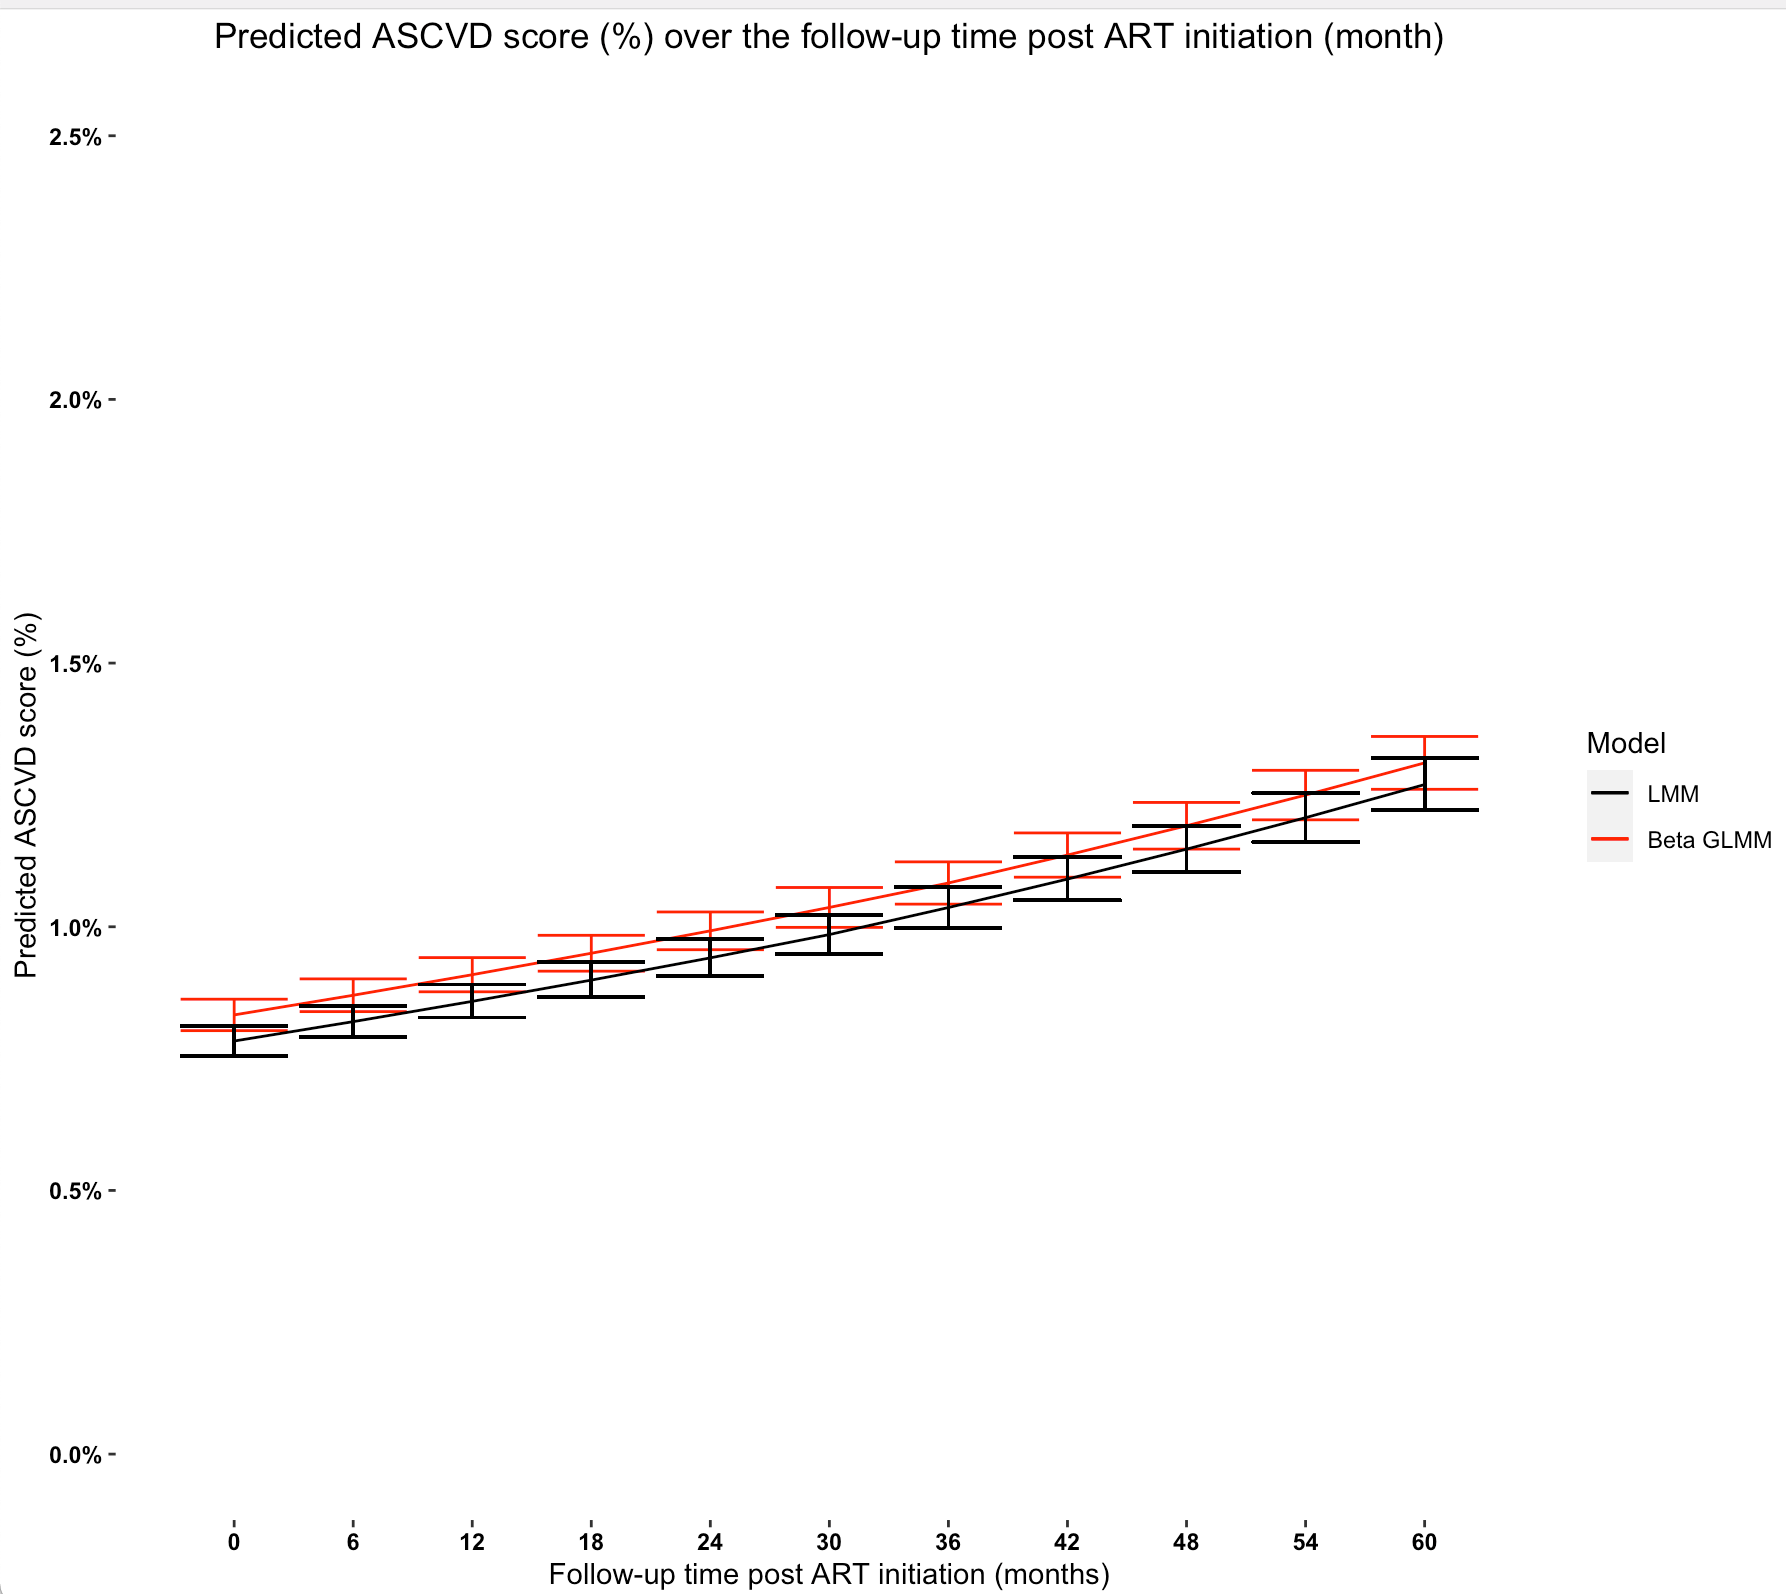 Predicted ASCVD score (%) over the follow-up time post ART initiation (month)
2.5%
2.0%
1.5%
1.0%
0.5%
0.0%
Predicted ASCVD score (%)
0 6 12 18 24 30 36 42 48 54 60
Follow-up time post ART initiation (months)
Model
LMM
Beta GLMM